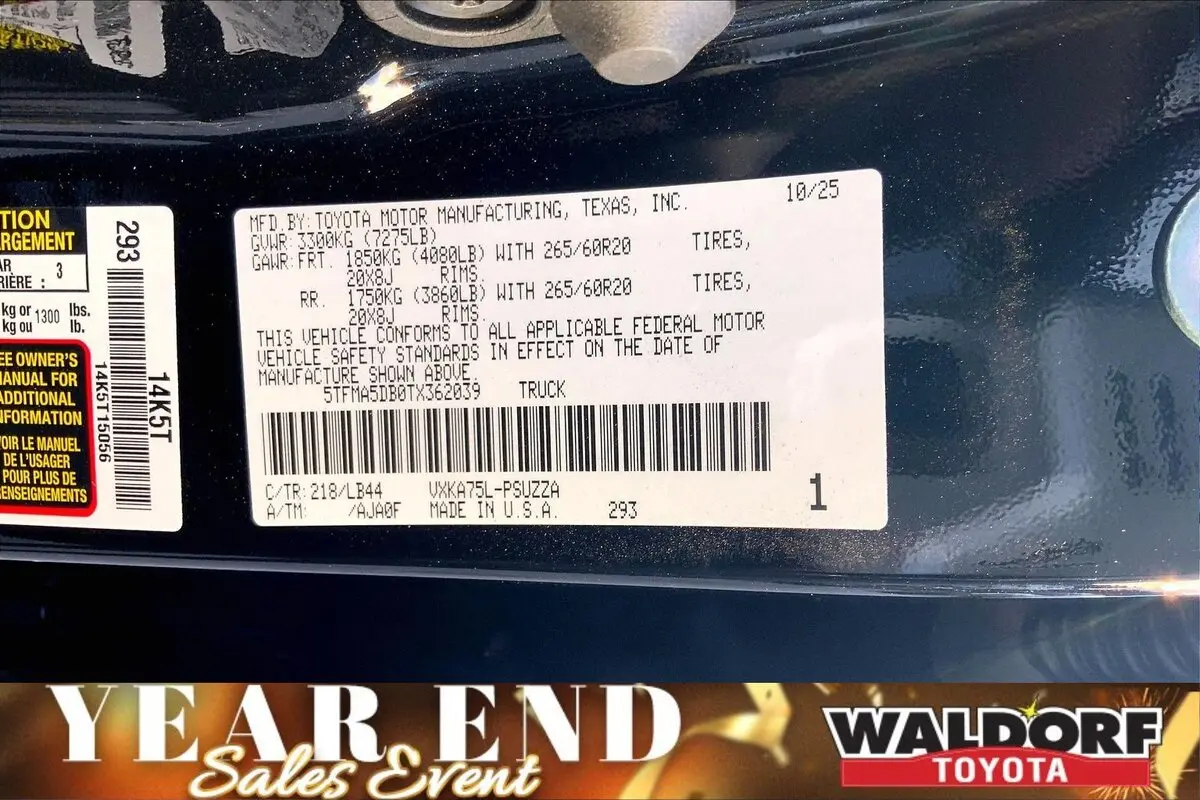 TION
RGEMENT
AR
RIÈRE : 3
kg or 1300 lbs.
kg ou lb.
EE OWNER'S
MANUAL FOR
ADDITIONAL
INFORMATION
VOIR LE MANUEL
DE L'USAGER
POUR PLUS DE
RENSEIGNEMENTS
293
14K5T
14K5T15056
MFD. BY: TOYOTA MOTOR MANUFACTURING, TEXAS, INC. 10/25
GVWR: 3300KG (7275LB)
GAWR: FRT. 1850KG (4080LB) WITH 265/60R20 TIRES,
20X8J RIMS.
RR. 1750KG (3860LB) WITH 265/60R20 TIRES,
20X8J RIMS.
THIS VEHICLE CONFORMS TO ALL APPLICABLE FEDERAL MOTOR
VEHICLE SAFETY STANDARDS IN EFFECT ON THE DATE OF
MANUFACTURE SHOWN ABOVE.
5TFMA5DB0TX362039 TRUCK
C/TR: 218/LB44 VXKA75L-PSUZZA
A/TM: /AJA0F MADE IN U.S.A. 293
1
YEAR END
Sales Event
WALDORF
TOYOTA